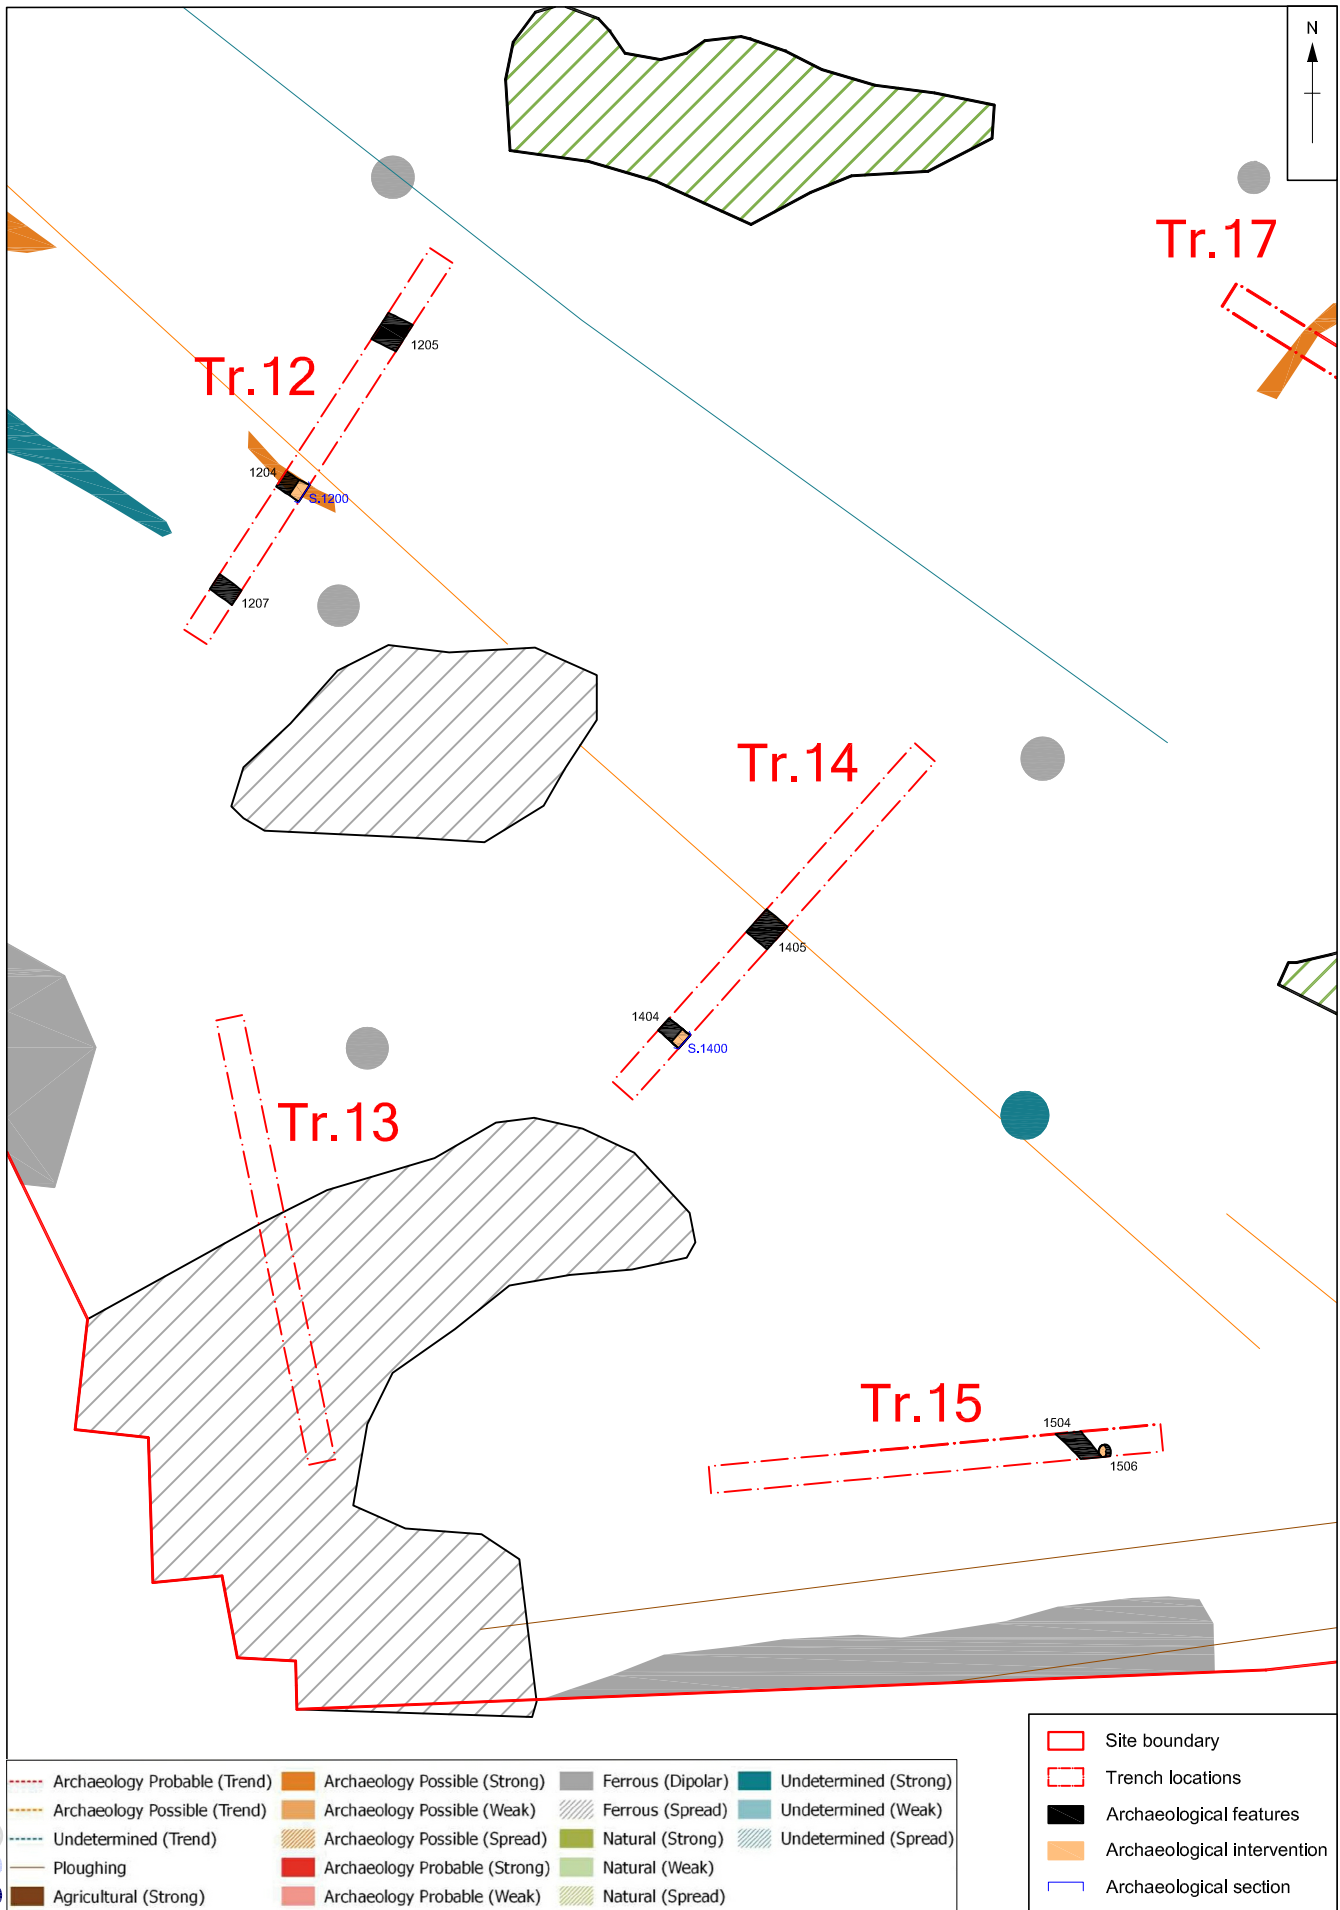 N
Tr.17
1205
Tr.12
1204
S.1200
1207
Tr.14
1405
1404
S.1400
Tr.13
Tr.15
1504
1506
Archaeology Probable (Trend)
Archaeology Possible (Trend)
Undetermined (Trend)
Ploughing
Agricultural (Strong)
Archaeology Possible (Strong)
Archaeology Possible (Weak)
Archaeology Possible (Spread)
Archaeology Probable (Strong)
Archaeology Probable (Weak)
Ferrous (Dipolar)
Ferrous (Spread)
Natural (Strong)
Natural (Weak)
Natural (Spread)
Undetermined (Strong)
Undetermined (Weak)
Undetermined (Spread)
Site boundary
Trench locations
Archaeological features
Archaeological intervention
Archaeological section